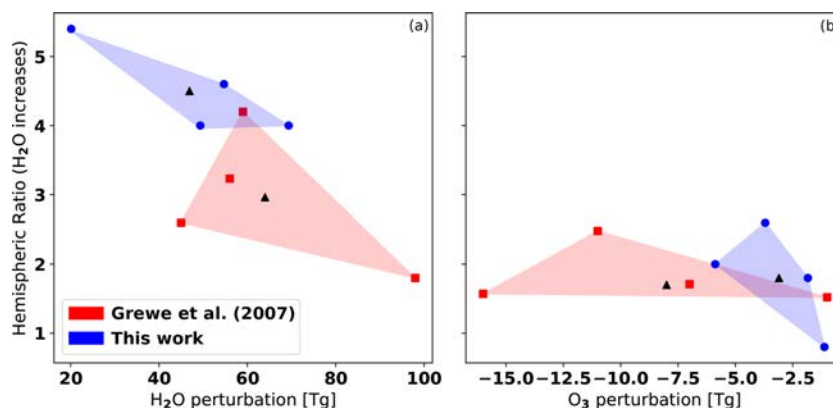 (a)
(b
Hemispheric Ratio (H₂O increases)
5
4
3
2
1
Grewe et al. (2007)
This work
20 40 60 80 100
H₂O perturbation [Tg]
−15.0 −12.5 −10.0 −7.5 −5.0 −2.5
O₃ perturbation [Tg]